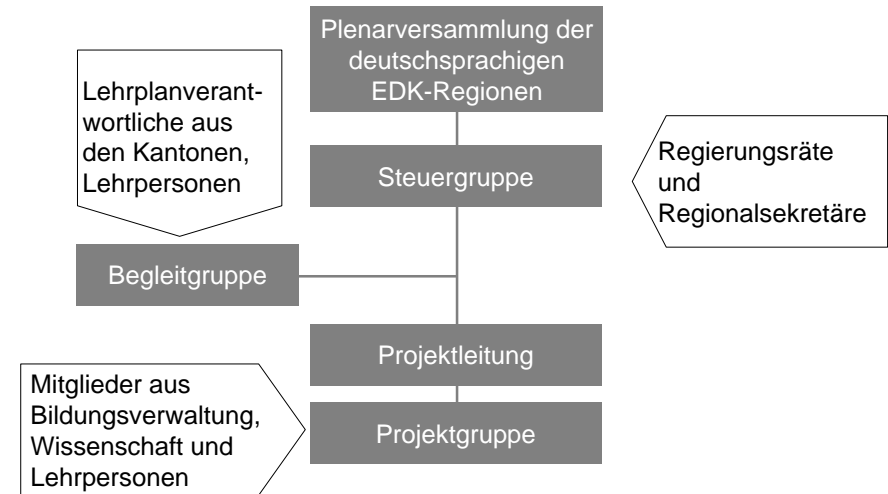 Plenarversammlung der
deutschsprachigen
EDK-Regionen
Lehrplanverant-
wortliche aus
den Kantonen,
Lehrpersonen
Steuergruppe
Regierungsräte
und
Regionalsekretäre
Begleitgruppe
Projektleitung
Mitglieder aus
Bildungsverwaltung,
Wissenschaft und
Lehrpersonen
Projektgruppe